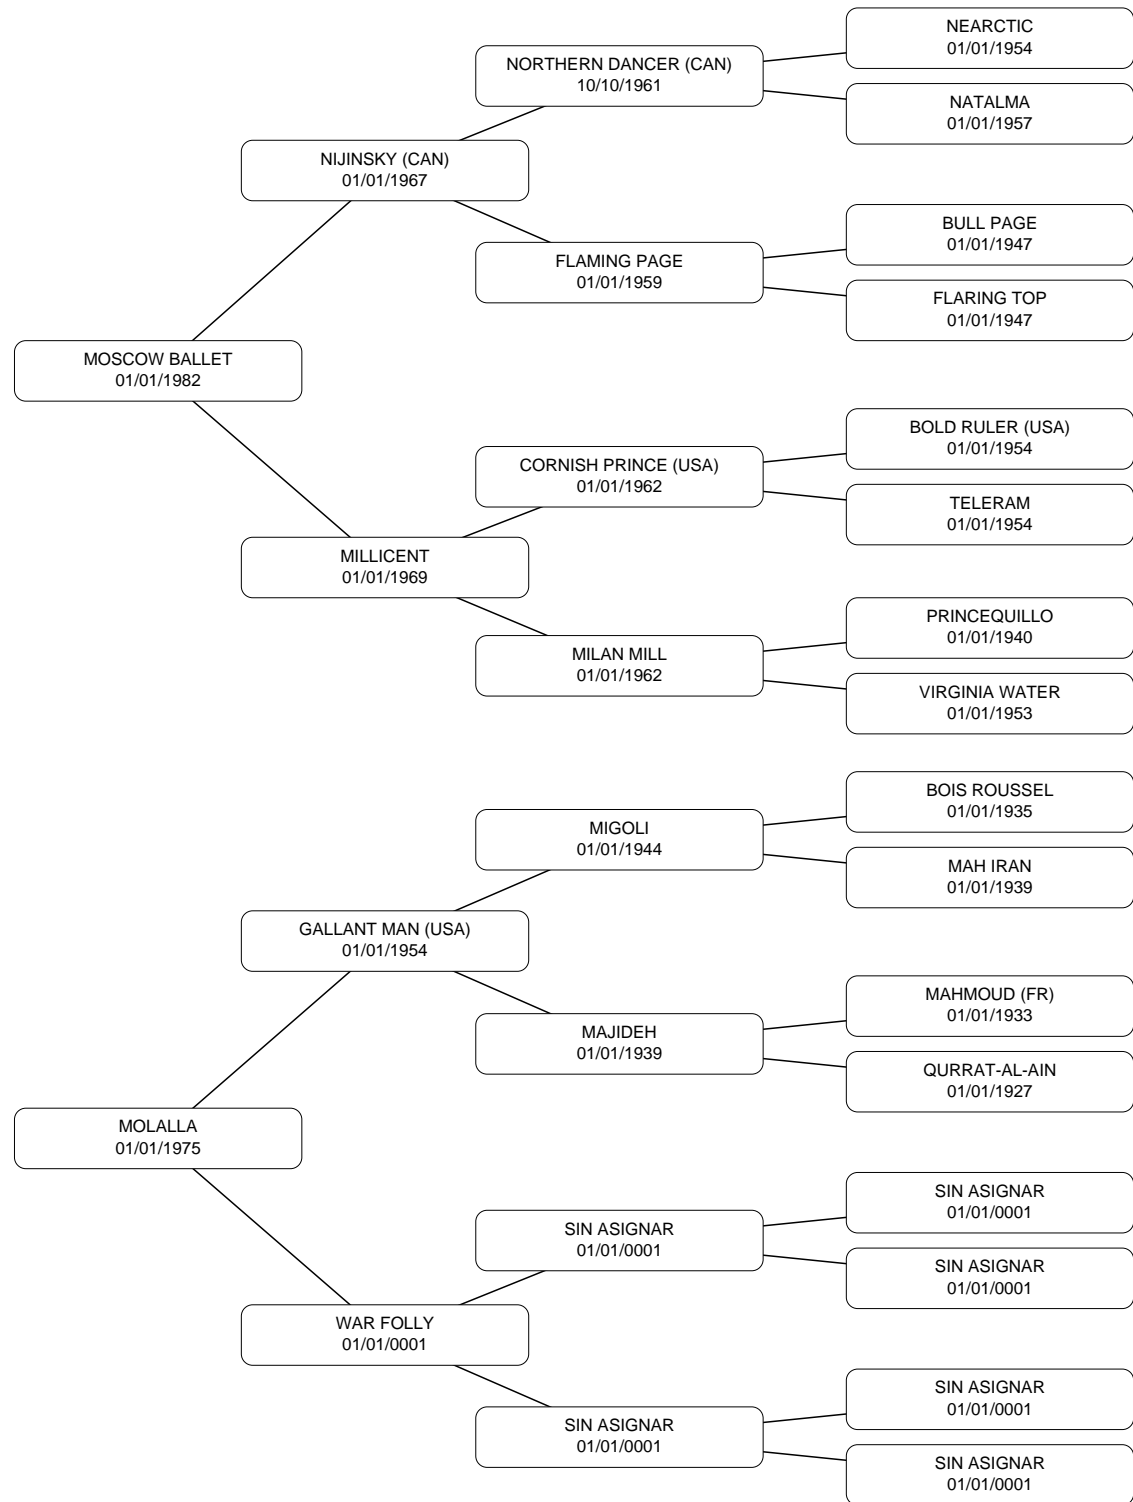 NEARCTIC
01/01/1954
NORTHERN DANCER (CAN)
10/10/1961
NATALMA
01/01/1957
NIJINSKY (CAN)
01/01/1967
BULL PAGE
01/01/1947
FLAMING PAGE
01/01/1959
FLARING TOP
01/01/1947
MOSCOW BALLET
01/01/1982
BOLD RULER (USA)
01/01/1954
CORNISH PRINCE (USA)
01/01/1962
TELERAM
01/01/1954
MILLICENT
01/01/1969
PRINCEQUILLO
01/01/1940
MILAN MILL
01/01/1962
VIRGINIA WATER
01/01/1953
BOIS ROUSSEL
01/01/1935
MIGOLI
01/01/1944
MAH IRAN
01/01/1939
GALLANT MAN (USA)
01/01/1954
MAHMOUD (FR)
01/01/1933
MAJIDEH
01/01/1939
QURRAT-AL-AIN
01/01/1927
MOLALLA
01/01/1975
SIN ASIGNAR
01/01/0001
SIN ASIGNAR
01/01/0001
SIN ASIGNAR
01/01/0001
WAR FOLLY
01/01/0001
SIN ASIGNAR
01/01/0001
SIN ASIGNAR
01/01/0001
SIN ASIGNAR
01/01/0001